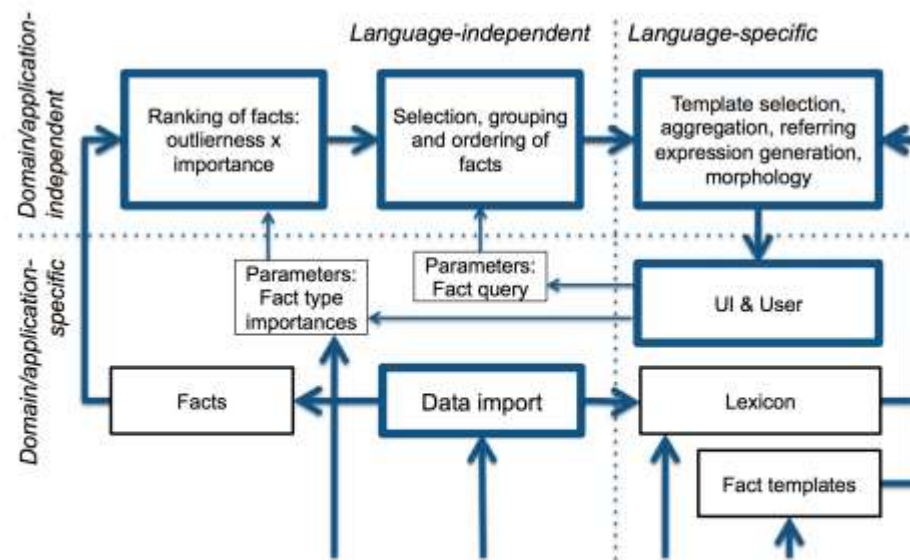 Language-independent
Language-specific
Domain/application-
independent
Ranking of facts:
outlierness x
importance
Selection, grouping
and ordering of
facts
Template selection,
aggregation, referring
expression generation,
morphology
Domain/application-
specific
Parameters:
Fact type
importances
Parameters:
Fact query
UI & User
Facts
Data import
Lexicon
Fact templates